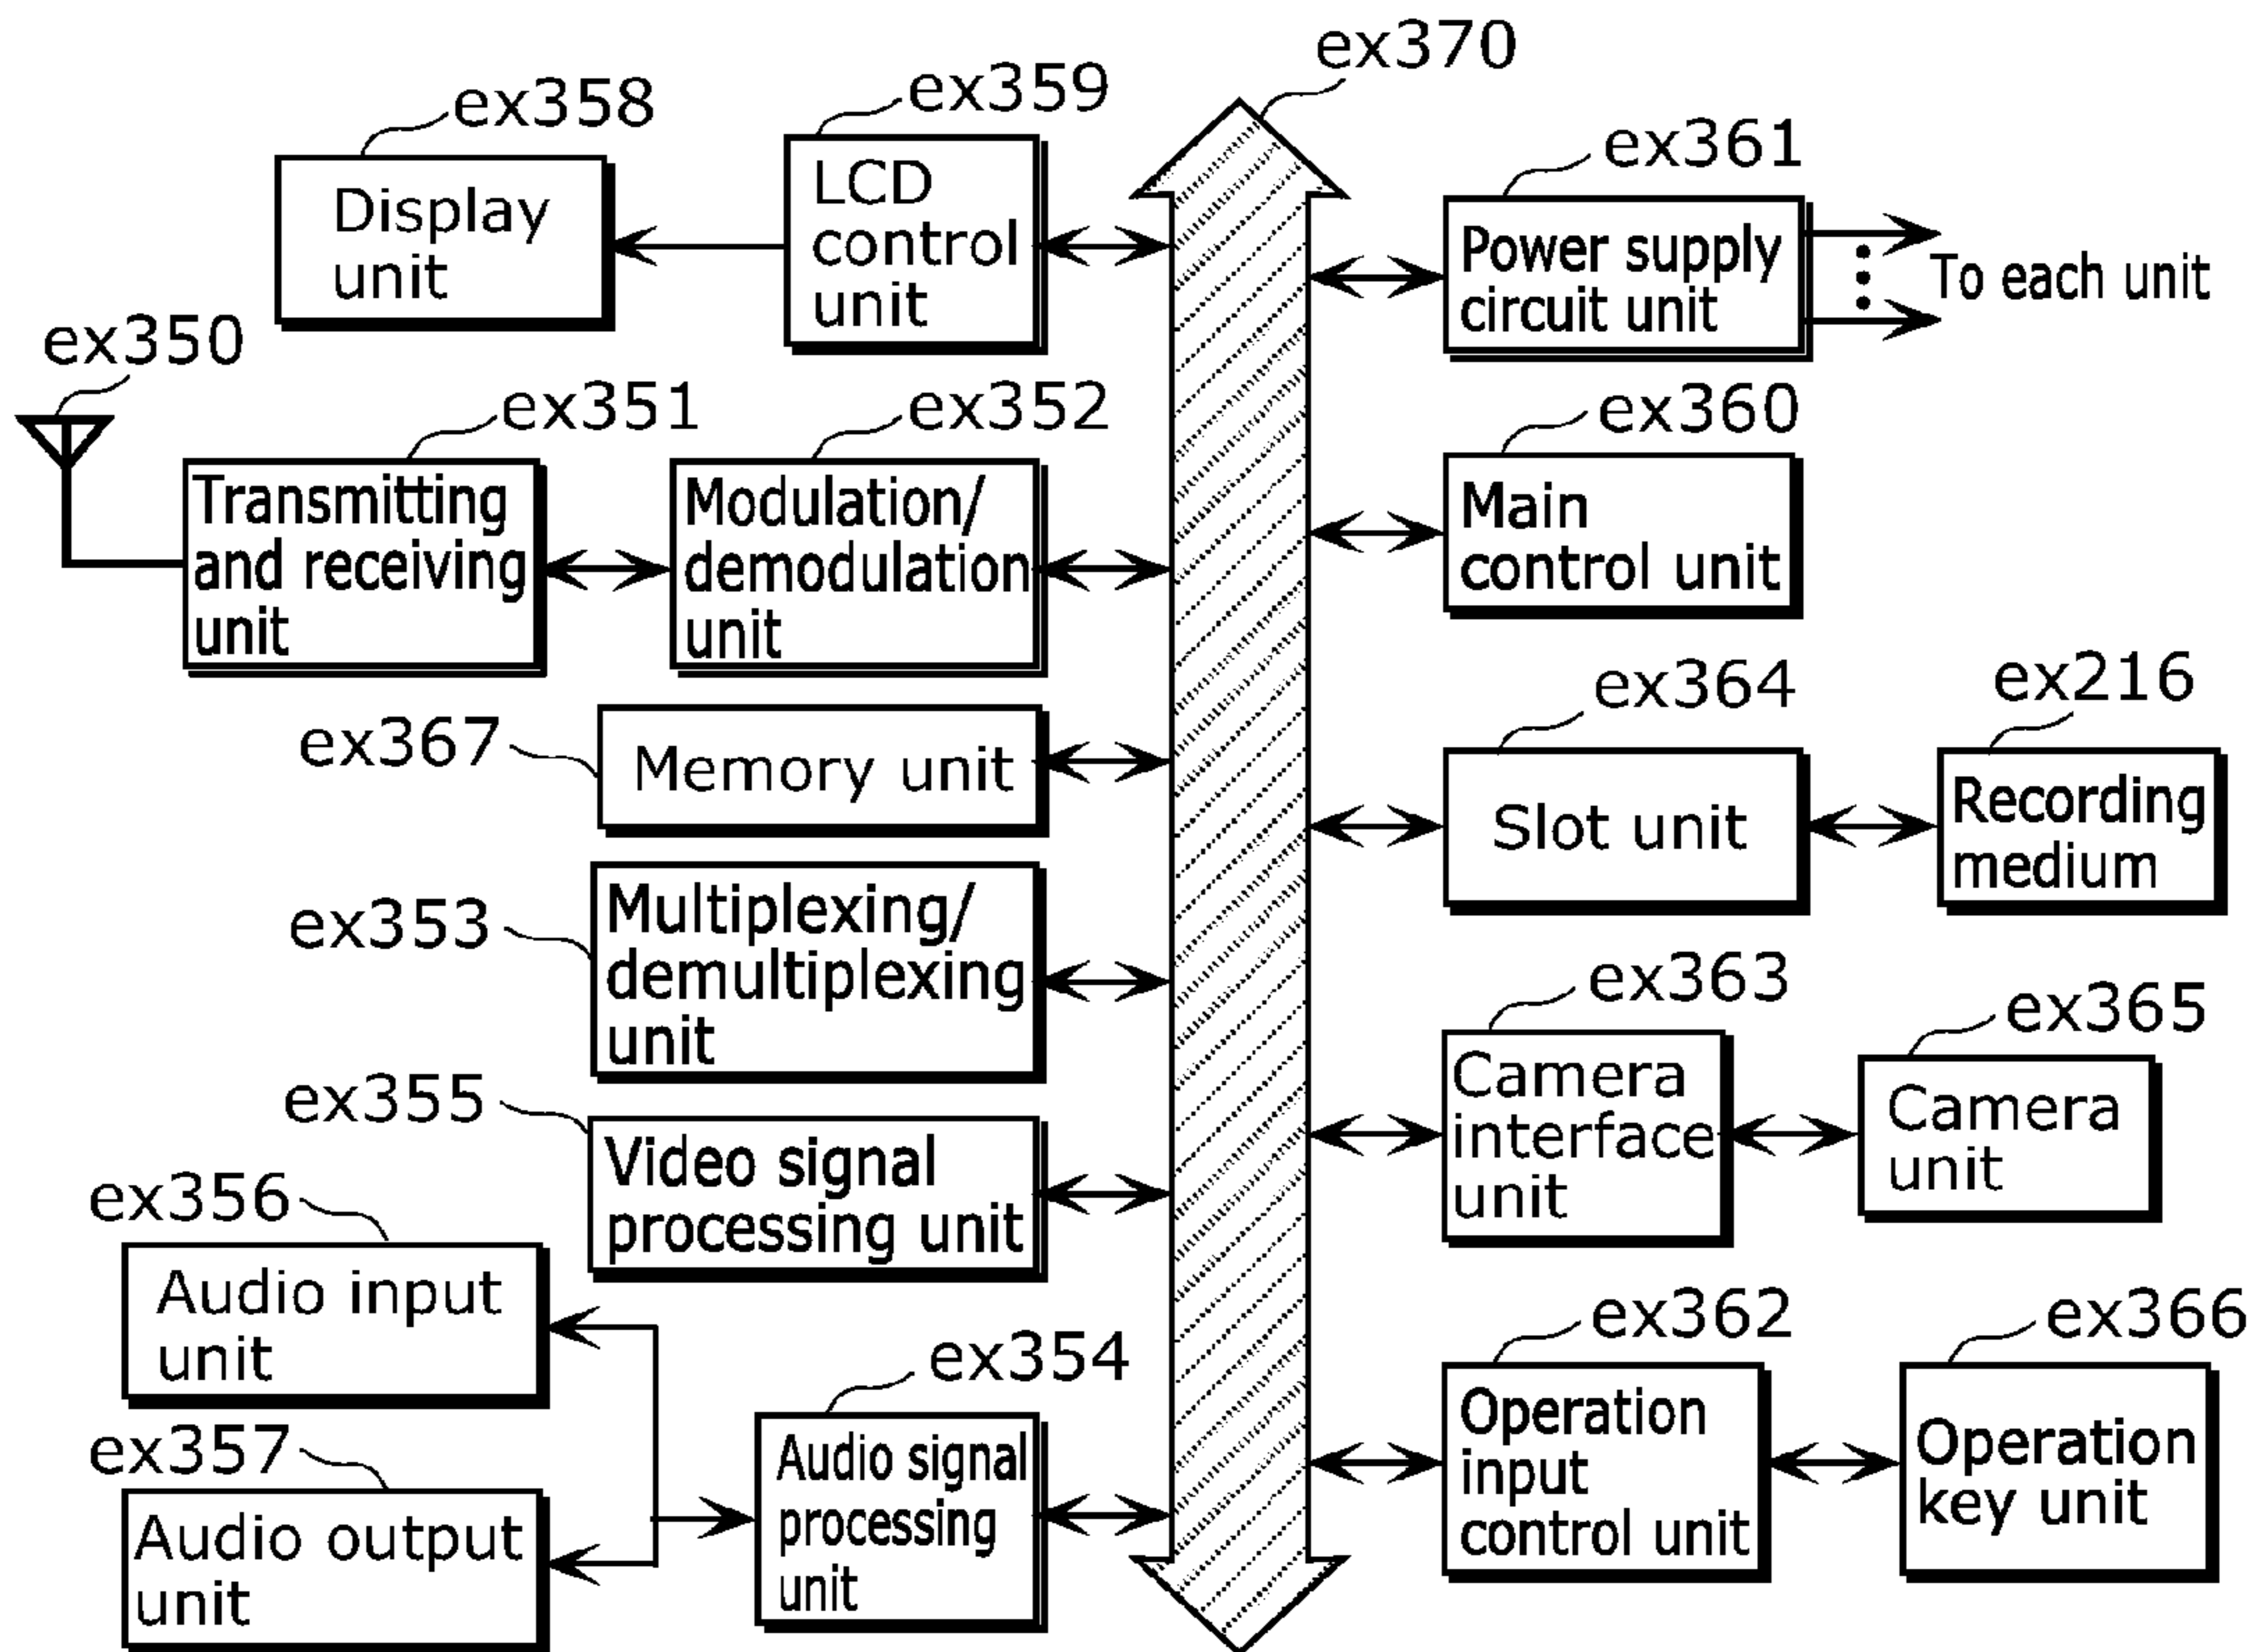 ex370
ex358
ex359
ex361
Display
unit
LCD
control
unit
Power supply
circuit unit
To each unit
ex350
ex351
ex352
ex360
Transmitting
and receiving
unit
Modulation/
demodulation
unit
Main
control unit
ex367
Memory unit
ex364
ex216
Slot unit
Recording
medium
ex353
Multiplexing/
demultiplexing
unit
ex363
ex365
Camera
interface
unit
Camera
unit
ex355
Video signal
processing unit
ex356
Audio input
unit
ex362
ex366
ex354
ex357
Audio output
unit
Audio signal
processing
unit
Operation
input
control unit
Operation
key unit